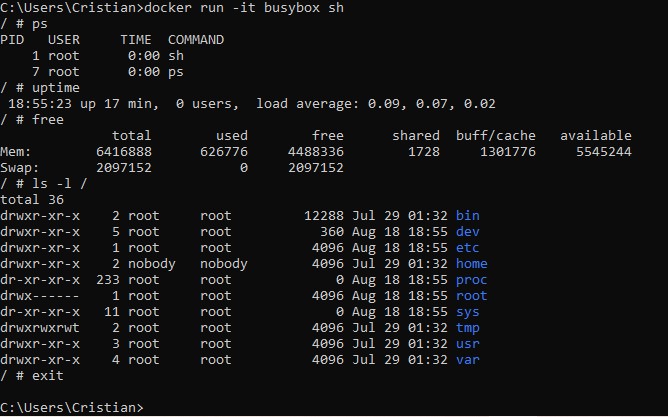 C:\Users\Cristian>docker run -it busybox sh
/ # ps
PID   USER     TIME  COMMAND
    1 root      0:00 sh
    7 root      0:00 ps
/ # uptime
 18:55:23 up 17 min,  0 users,  load average: 0.09, 0.07, 0.02
/ # free
              total        used        free      shared  buff/cache   available
Mem:        6416888      626776     4488336        1728     1301776     5545244
Swap:       2097152           0     2097152
/ # ls -l /
total 36
drwxr-xr-x    2 root     root         12288 Jul 29 01:32 bin
drwxr-xr-x    5 root     root           360 Aug 18 18:55 dev
drwxr-xr-x    1 root     root          4096 Aug 18 18:55 etc
drwxr-xr-x    2 nobody   nobody        4096 Jul 29 01:32 home
dr-xr-xr-x  233 root     root             0 Aug 18 18:55 proc
drwx------    1 root     root          4096 Aug 18 18:55 root
dr-xr-xr-x   11 root     root             0 Aug 18 18:55 sys
drwxrwxrwt    2 root     root          4096 Jul 29 01:32 tmp
drwxr-xr-x    3 root     root          4096 Jul 29 01:32 usr
drwxr-xr-x    4 root     root          4096 Jul 29 01:32 var
/ # exit
C:\Users\Cristian>